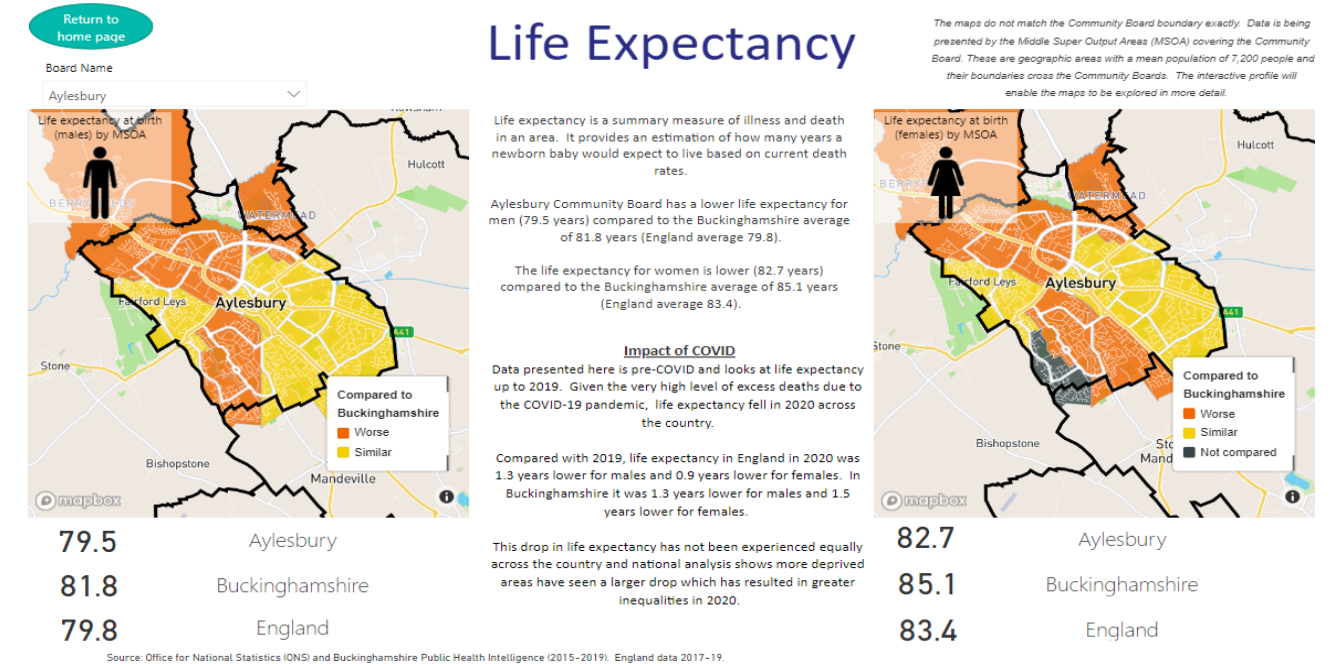 Return to
home page
Life Expectancy
The maps do not match the Community Board boundary exactly. Data is being
presented by the Middle Super Output Areas (MSOA) covering the Community
Board. These are geographic areas with a mean population of 7,200 people and
their boundaries cross the Community Boards. The interactive profile will
enable the maps to be explored in more detail.
Board Name
Aylesbury
Life expectancy at birth
(males) by MSOA
Hulcott
WATERMEAD
Fairford Leys
Aylesbury
A41
Stone
Compared to
Buckinghamshire
Worse
Similar
Bishopstone
Mandeville
mapbox
79.5 Aylesbury
81.8 Buckinghamshire
79.8 England
Life expectancy is a summary measure of illness and death
in an area. It provides an estimation of how many years a
newborn baby would expect to live based on current death
rates.
Aylesbury Community Board has a lower life expectancy for
men (79.5 years) compared to the Buckinghamshire average
of 81.8 years (England average 79.8).
The life expectancy for women is lower (82.7 years)
compared to the Buckinghamshire average of 85.1 years
(England average 83.4).
Impact of COVID
Data presented here is pre-COVID and looks at life expectancy
up to 2019. Given the very high level of excess deaths due to
the COVID-19 pandemic, life expectancy fell in 2020 across
the country.
Compared with 2019, life expectancy in England in 2020 was
1.3 years lower for males and 0.9 years lower for females. In
Buckinghamshire it was 1.3 years lower for males and 1.5
years lower for females.
This drop in life expectancy has not been experienced equally
across the country and national analysis shows more deprived
areas have seen a larger drop which has resulted in greater
inequalities in 2020.
Life expectancy at birth
(females) by MSOA
Hulcott
WATERMEAD
Fairford Leys
Aylesbury
A41
Stone
Compared to
Buckinghamshire
Worse
Similar
Not compared
Bishopstone
Mand
mapbox
82.7 Aylesbury
85.1 Buckinghamshire
83.4 England
Source: Office for National Statistics (ONS) and Buckinghamshire Public Health Intelligence (2015-2019). England data 2017-19.